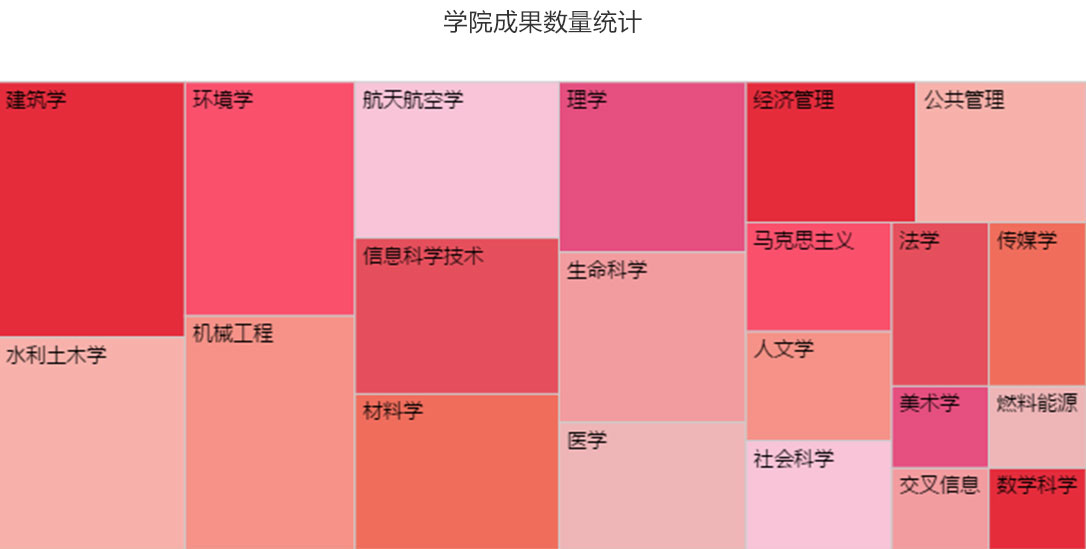 学院成果数量统计
建筑学
环境学
航天航空学
理学
经济管理
公共管理
马克思主义
法学
传媒学
信息科学技术
生命科学
机械工程
人文学
水利土木学
美术学
燃料能源
材料学
医学
社会科学
交叉信息
数学科学